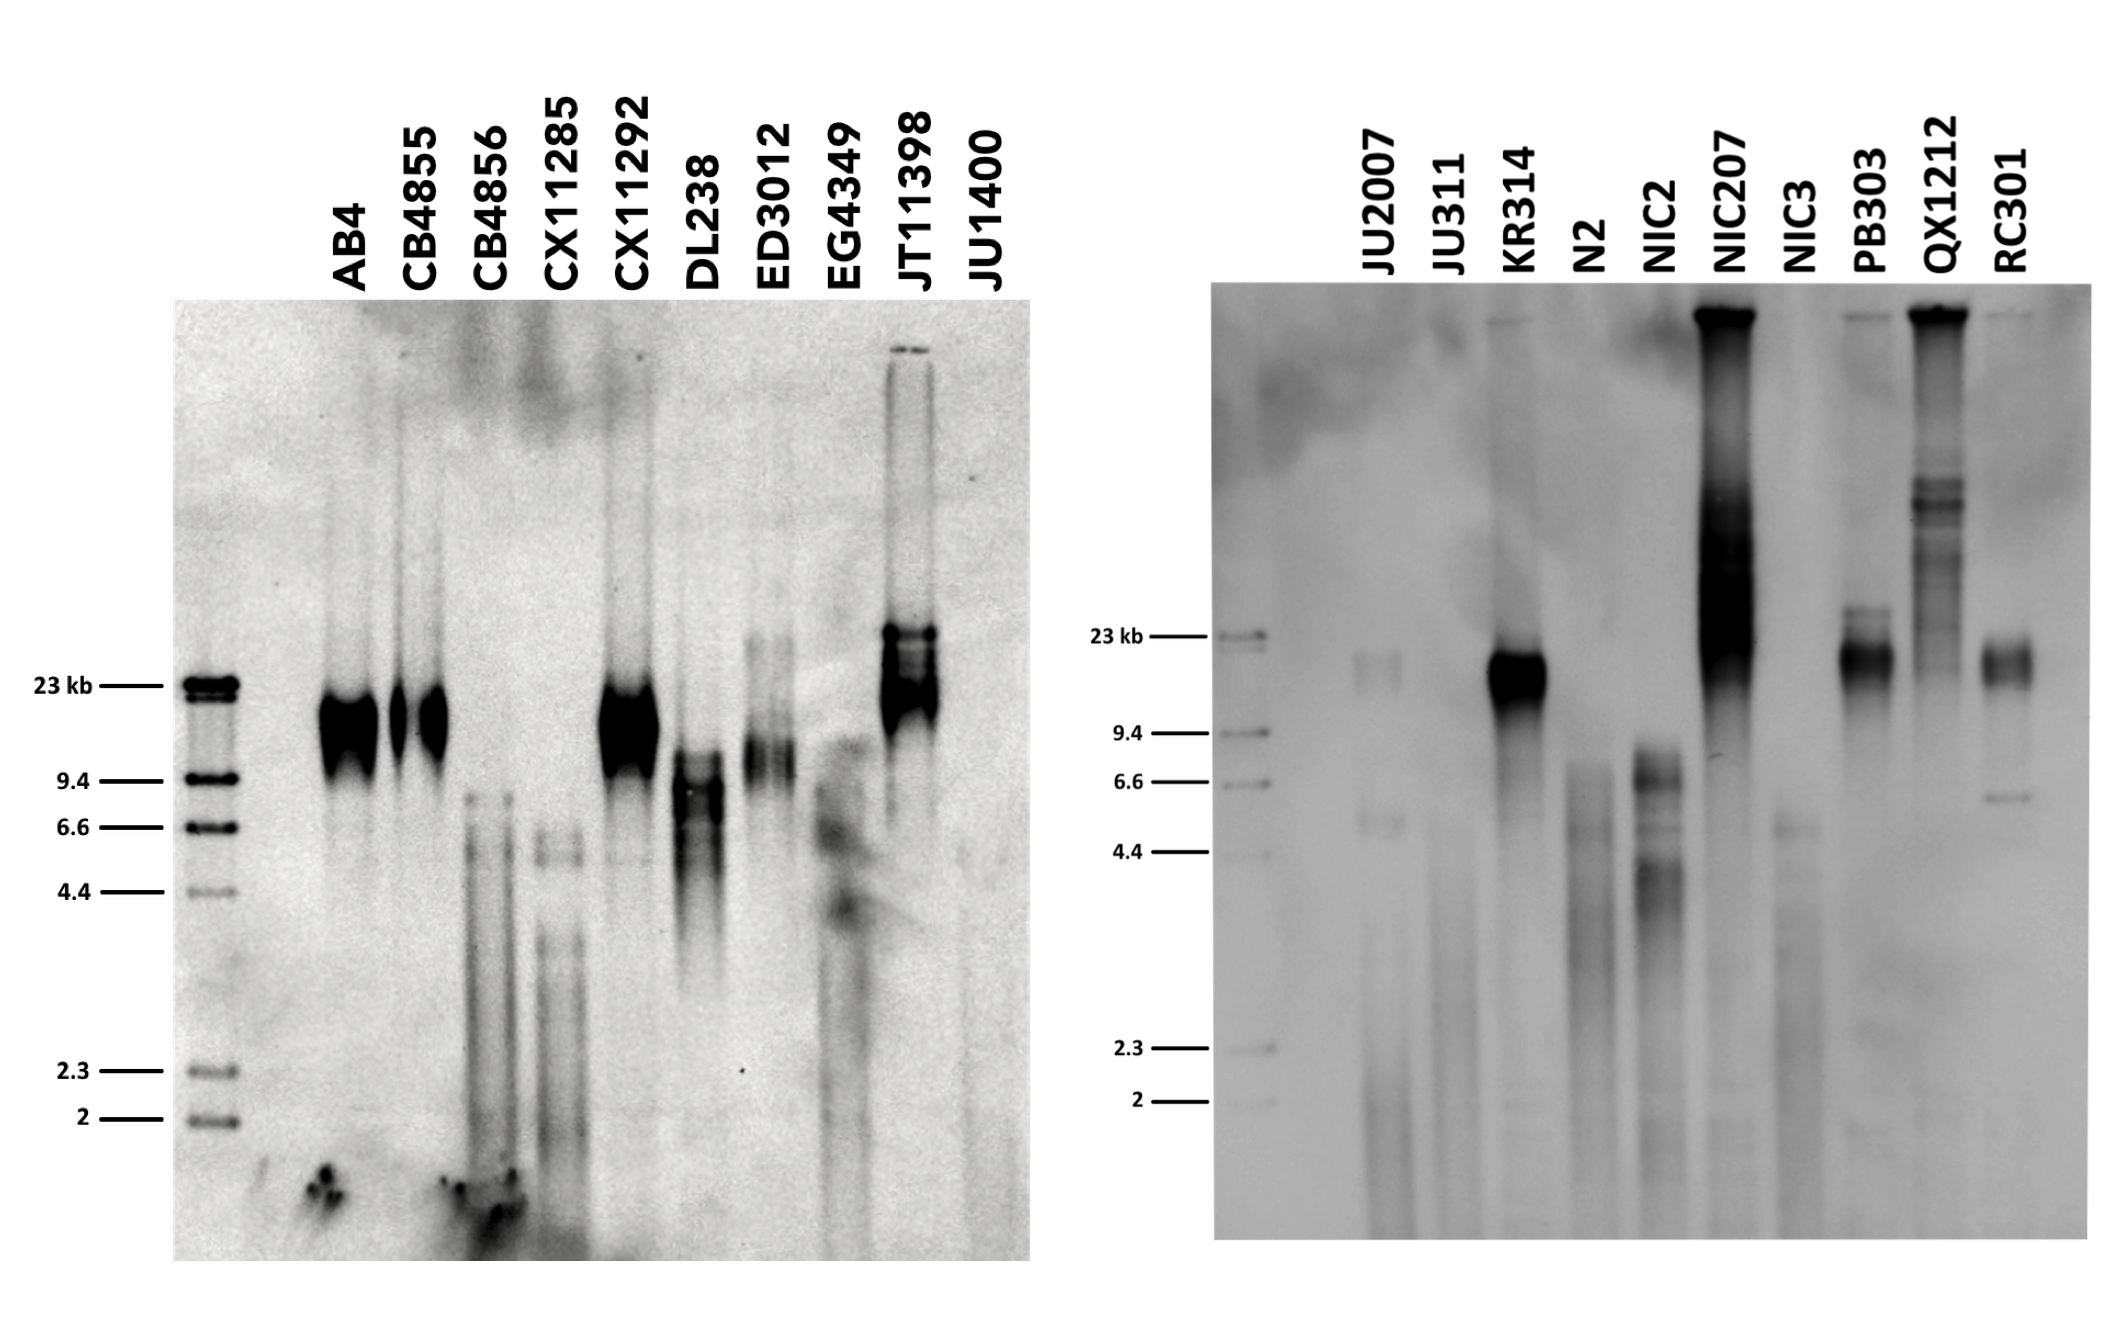 AB4
CB4855
CB4856
CX11285
CX11292
DL238
ED3012
EG4349
JT11398
JU1400
23 kb
9.4
6.6
4.4
2.3
2
JU2007
JU311
KR314
N2
NIC2
NIC207
NIC3
PB303
QX1212
RC301
23 kb
9.4
6.6
4.4
2.3
2